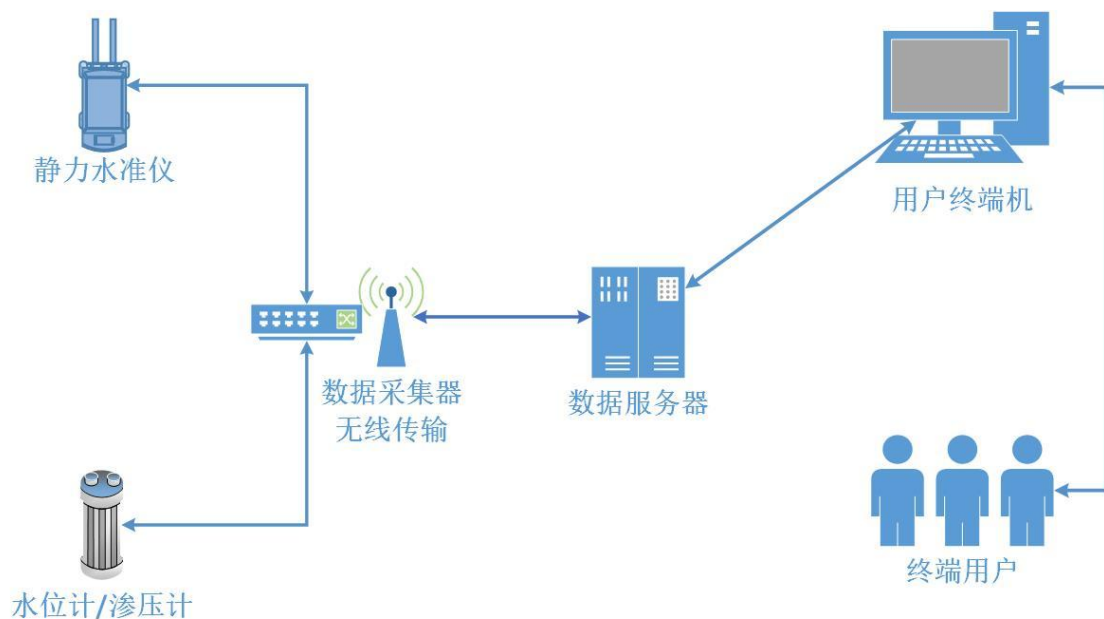 静力水准仪
用户终端机
数据采集器
无线传输
数据服务器
终端用户
水位计/渗压计